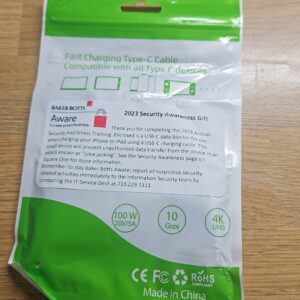 Fast Charging Type-C Cable
Compatible with all Type C devices
BAKER BOTTS
Aware
2023 Security Awareness Gift
Thank you for completing the 2023 Annual
Security Awareness Training. Enclosed is a USB-C data blocker for use
when charging your iPhone or iPad using a USB-C charging cable. This
small device will prevent unauthorized data transfer from the device in an
attack known as "juice jacking". See the Security Awareness page on
Square One for more information.
Remember to stay Baker Botts Aware, report all suspicious security
related activities immediately to the Information Security team by
contacting the IT Service Desk at 713.229.1112.
100W
20V/5A
10
Gbps
4K
UHD
CE FC RoHS
COMPLIANT
Made in China